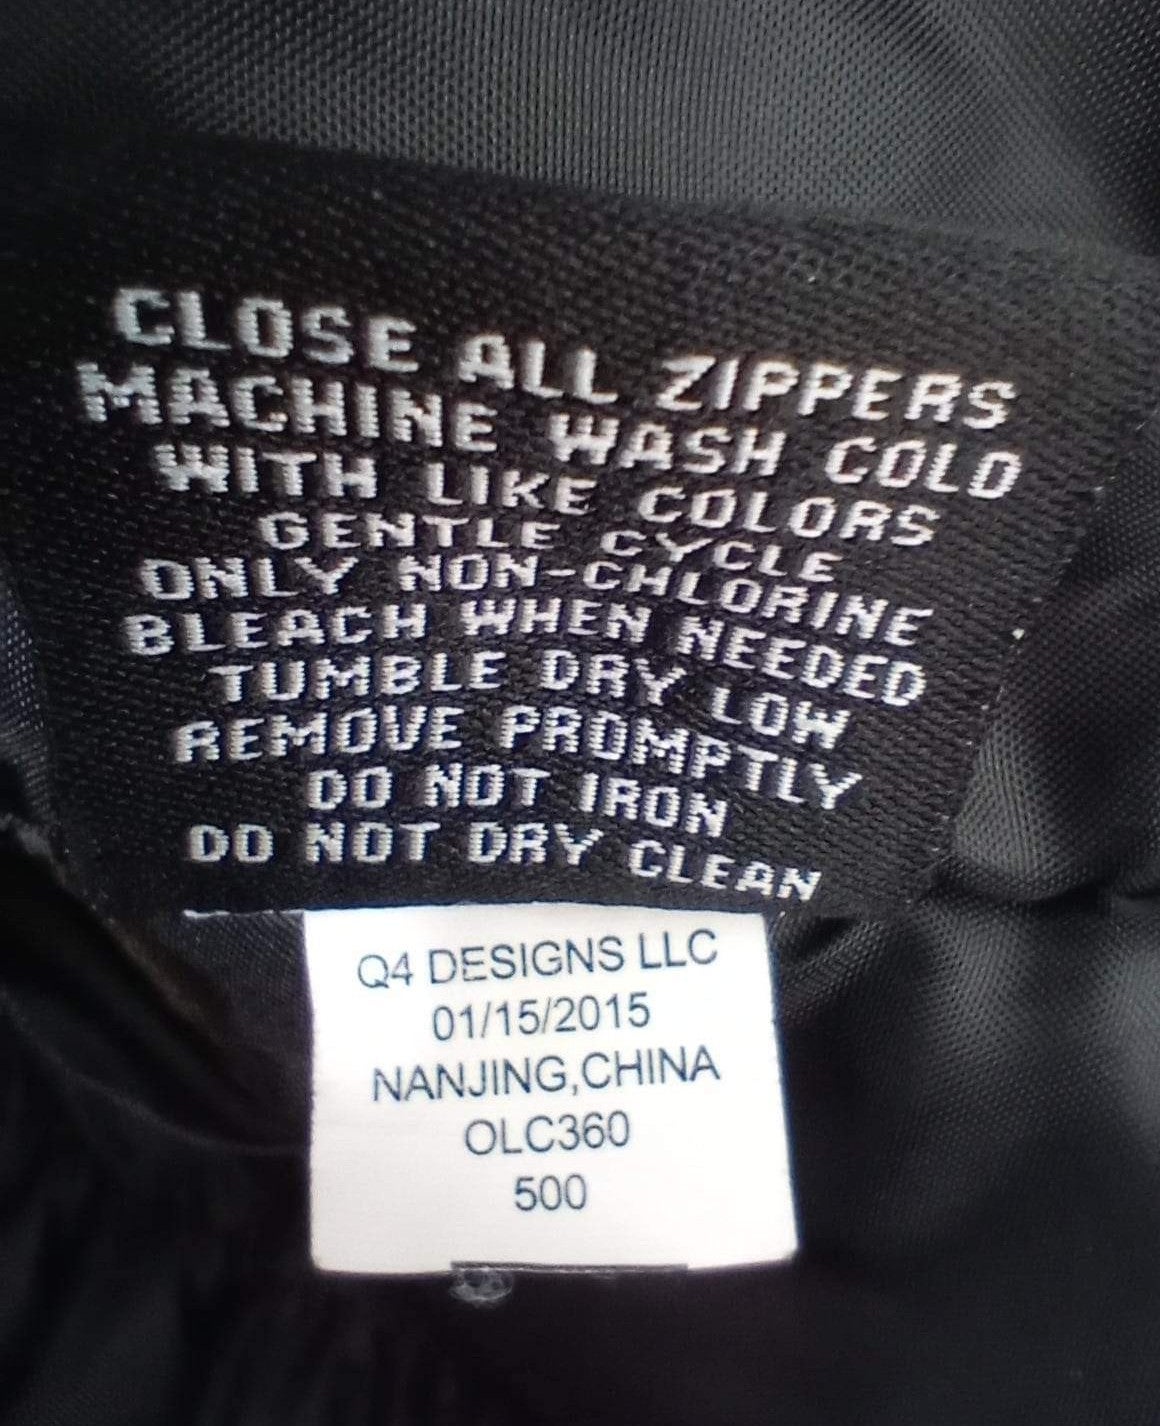 CLOSE ALL ZIPPERS
MACHINE WASH COLD
WITH LIKE COLORS
GENTLE CYCLE
ONLY NON-CHLORINE
BLEACH WHEN NEEDED
TUMBLE DRY LOW
REMOVE PROMPTLY
DO NOT IRON
DO NOT DRY CLEAN
Q4 DESIGNS LLC
01/15/2015
NANJING,CHINA
OLC360
500